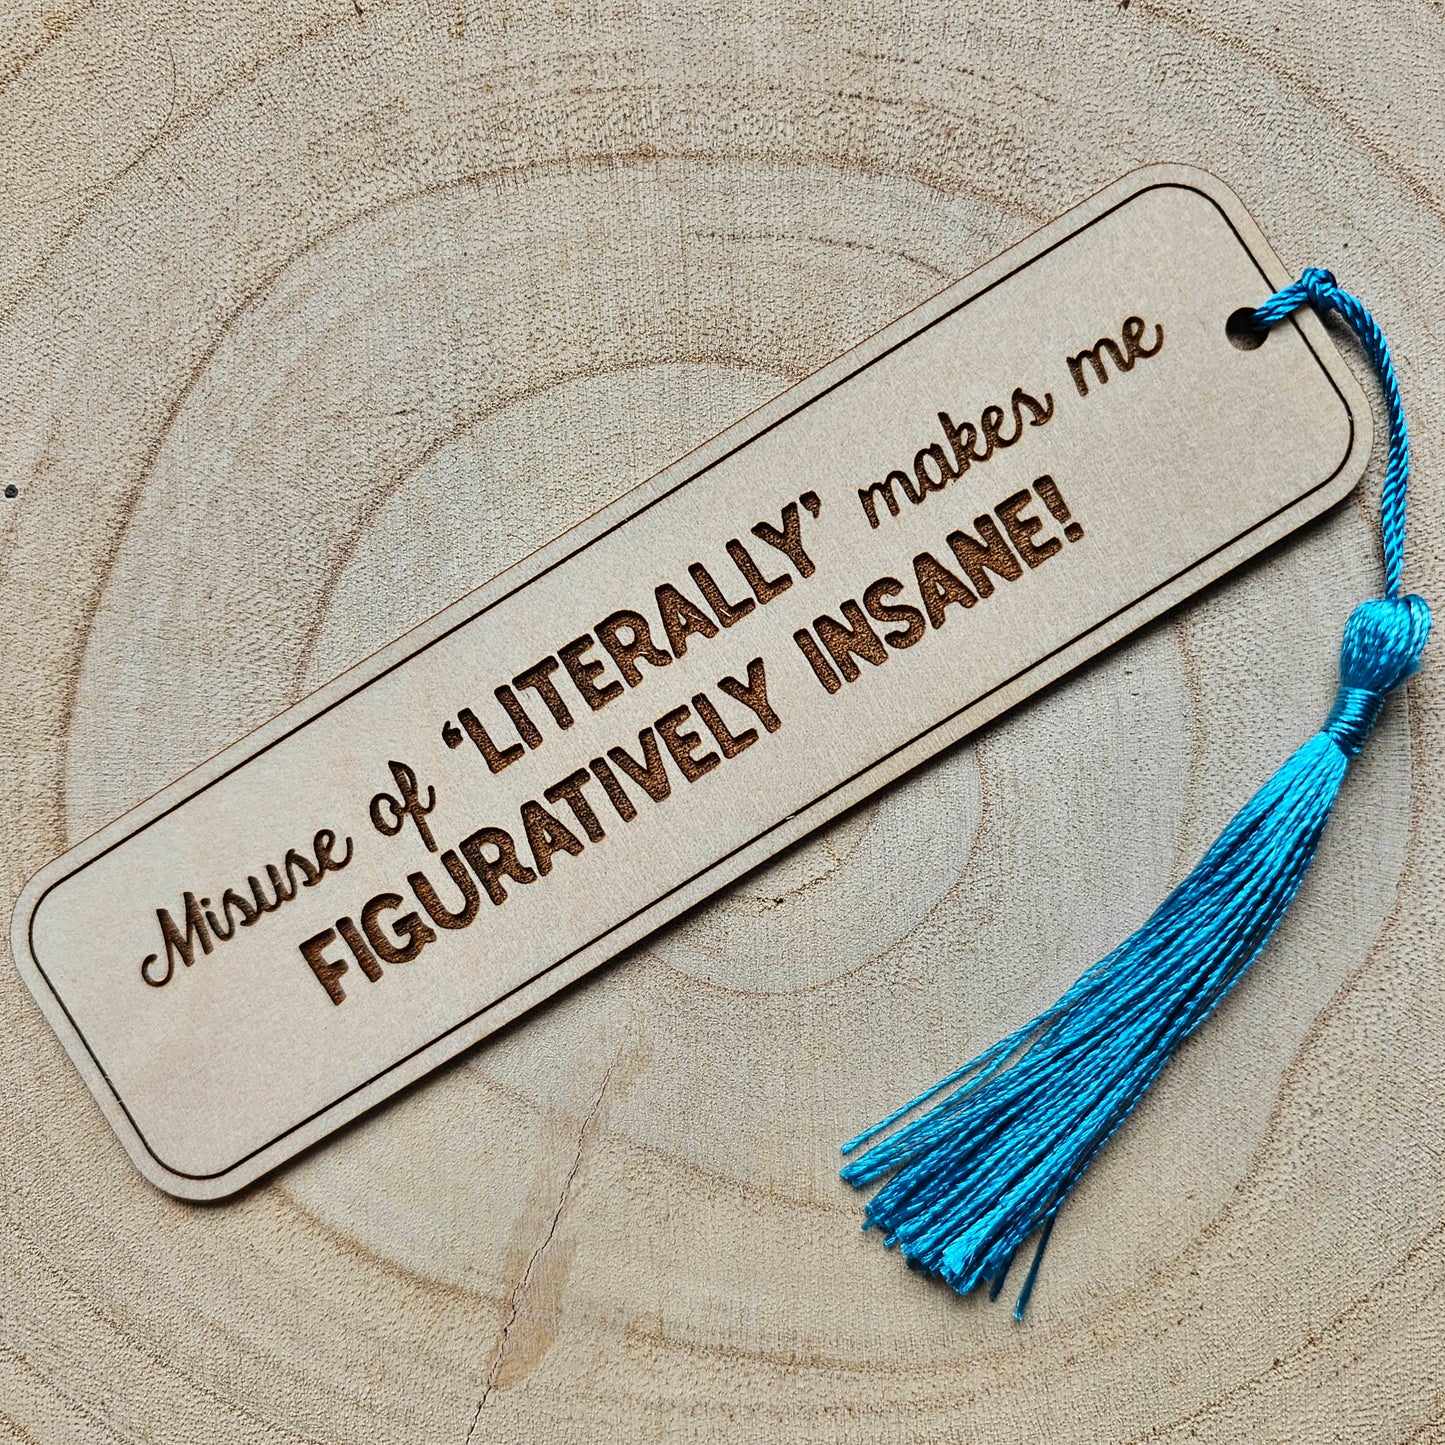 Misuse of ‘LITERALLY’ makes me
FIGURATIVELY INSANE!